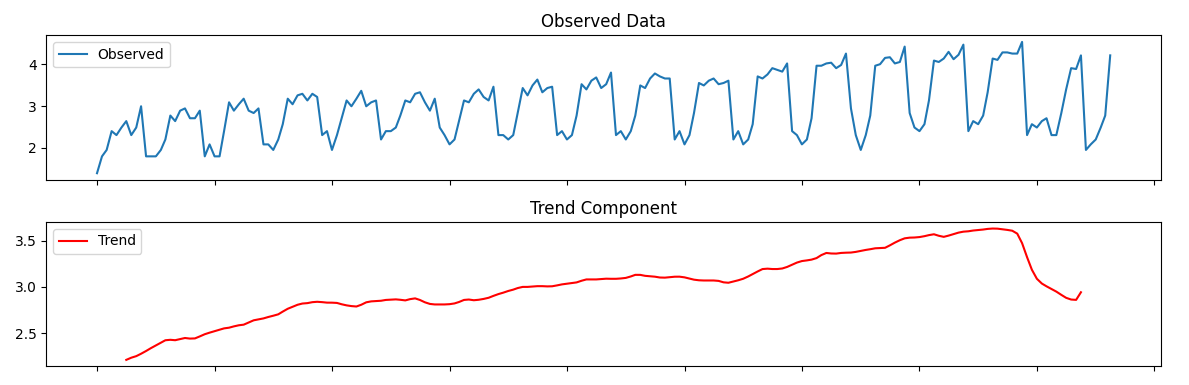 Observed Data
Observed
4
3
2
Trend Component
Trend
3.5
3.0
2.5